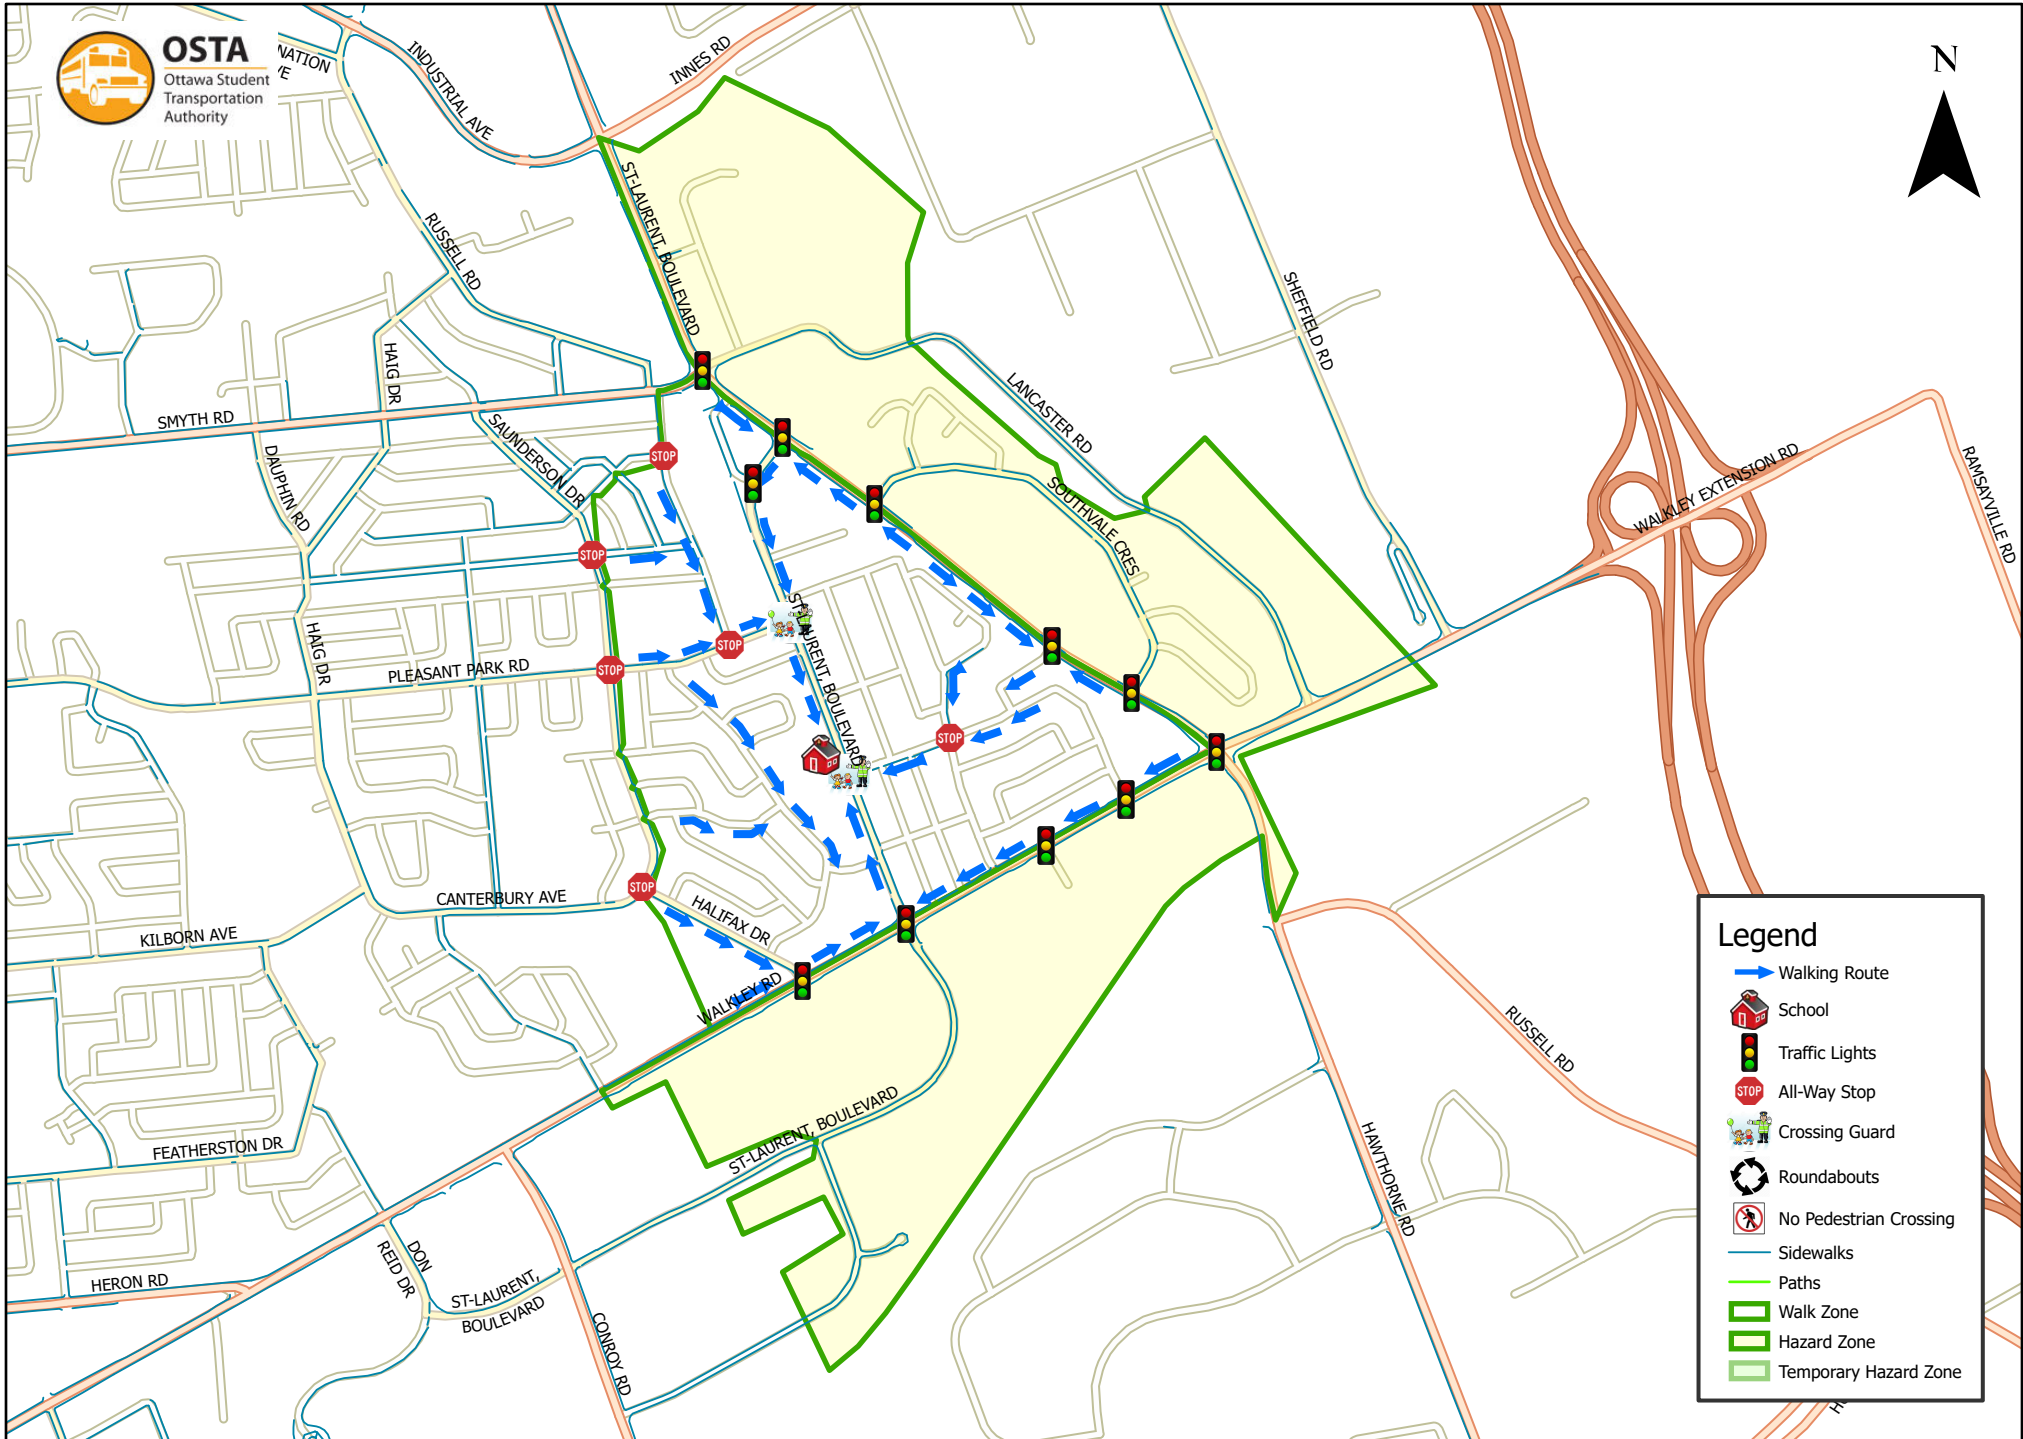 OSTA
Ottawa Student
Transportation
Authority
NATION
VE
INDUSTRIAL AVE
INNES RD
N
ST-LAURENT, BOULEVARD
RUSSELL RD
SHEFFIELD RD
HAIG DR
LANCASTER RD
SMYTH RD
SAUNDERSON DR
DAUPHIN RD
STOP
SOUTHVALE CRES
WALKLEY EXTENSION RD
RAMSAYVILLE RD
STOP
ST-LAURENT, BOULEVARD
HAIG DR
PLEASANT PARK RD
STOP
STOP
STOP
STOP
CANTERBURY AVE
HALIFAX DR
KILBORN AVE
WALKLEY RD
RUSSELL RD
ST-LAURENT, BOULEVARD
FEATHERSTON DR
HAWTHORNE RD
DON
REID DR
HERON RD
ST-LAURENT,
BOULEVARD
CONROY RD
Legend
Walking Route
School
Traffic Lights
STOP
All-Way Stop
Crossing Guard
Roundabouts
No Pedestrian Crossing
Sidewalks
Paths
Walk Zone
Hazard Zone
Temporary Hazard Zone